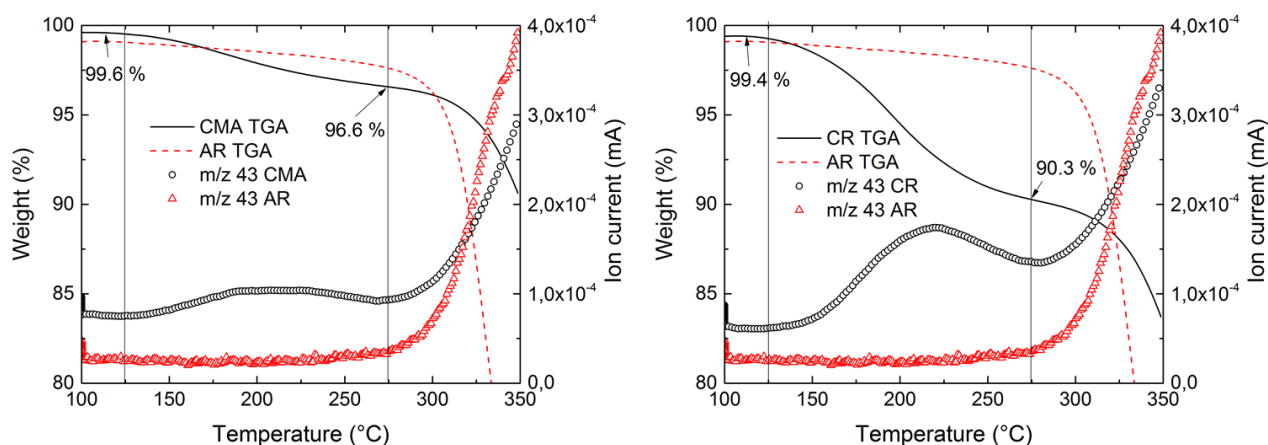 100
95
90
85
80
Weight (%)
99.6 %
96.6 %
CMA TGA
AR TGA
m/z 43 CMA
m/z 43 AR
4,0x10-4
3,0x10-4
2,0x10-4
1,0x10-4
0,0
Ion current (mA)
100 150 200 250 300 350
Temperature (°C)
100
95
90
85
80
Weight (%)
99.4 %
90.3 %
CR TGA
AR TGA
m/z 43 CR
m/z 43 AR
4,0x10-4
3,0x10-4
2,0x10-4
1,0x10-4
0,0
Ion current (mA)
100 150 200 250 300 350
Temperature (°C)